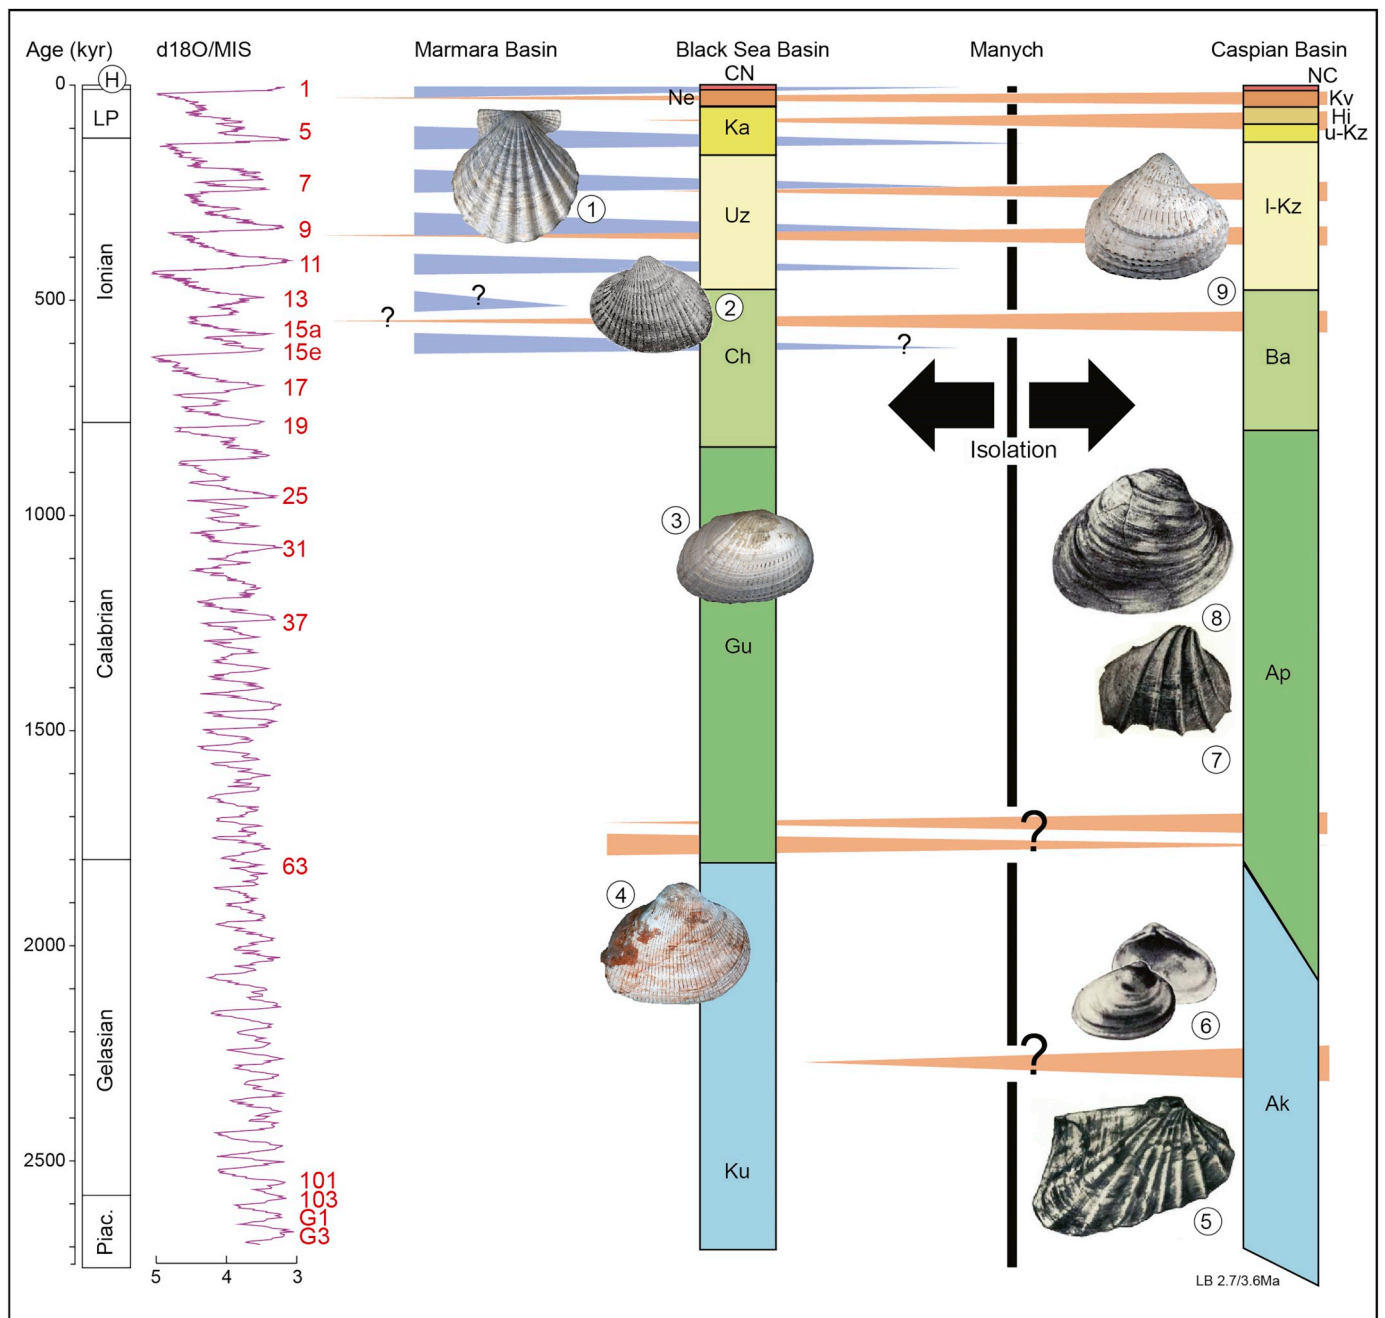 Age (kyr) d18O/MIS Marmara Basin Black Sea Basin Manych Caspian Basin
CN NC
0 H 1 Ne Kv
LP 5 Ka Hi
u-Kz
7
1
Uz l-Kz
9
Ionian 11
9
500 13 ? 2
? 15a
15e ?
Ch Ba
17
19
Isolation
25
1000 3
31
8
37
Calabrian Gu Ap
1500
7
?
63
4
2000
6
?
Gelasian Ak
2500 Ku
101
103
5
G1
Piac. G3
5 4 3
LB 2.7/3.6Ma